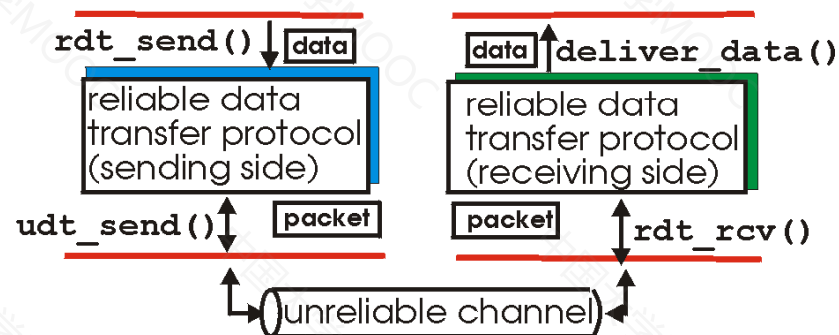 rdt_send()
data
data
deliver_data()
reliable data
transfer protocol
(sending side)
reliable data
transfer protocol
(receiving side)
udt_send()
packet
packet
rdt_rcv()
unreliable channel